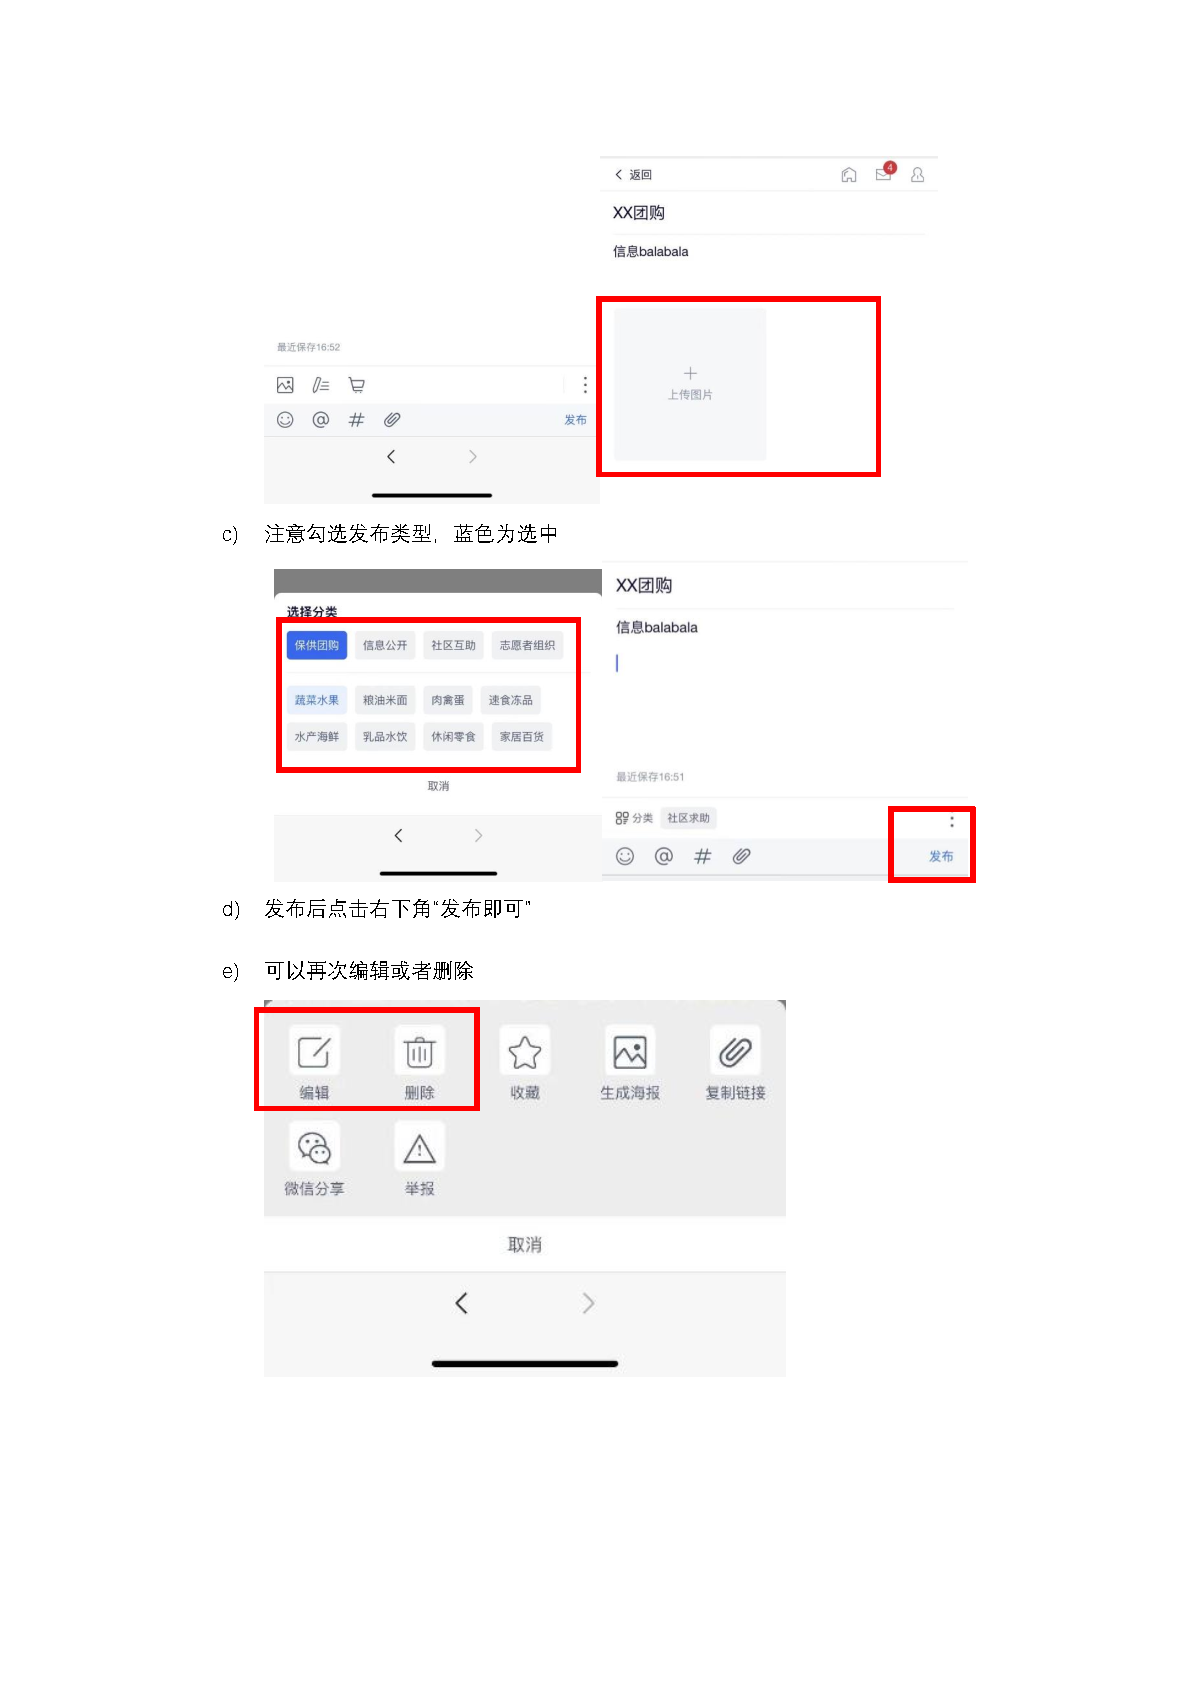 返回
4
XX团购
信息balabala
最近保存16:52
上传图片
发布
c) 注意勾选发布类型，蓝色为选中
选择分类
保供团购 信息公开 社区互助 志愿者组织
蔬菜水果 粮油米面 肉禽蛋 速食冻品
水产海鲜 乳品水饮 休闲零食 家居百货
取消
XX团购
信息balabala
最近保存16:51
分类 社区求助
发布
d) 发布后点击右下角“发布即可”
e) 可以再次编辑或者删除
编辑 删除 收藏 生成海报 复制链接
微信分享 举报
取消